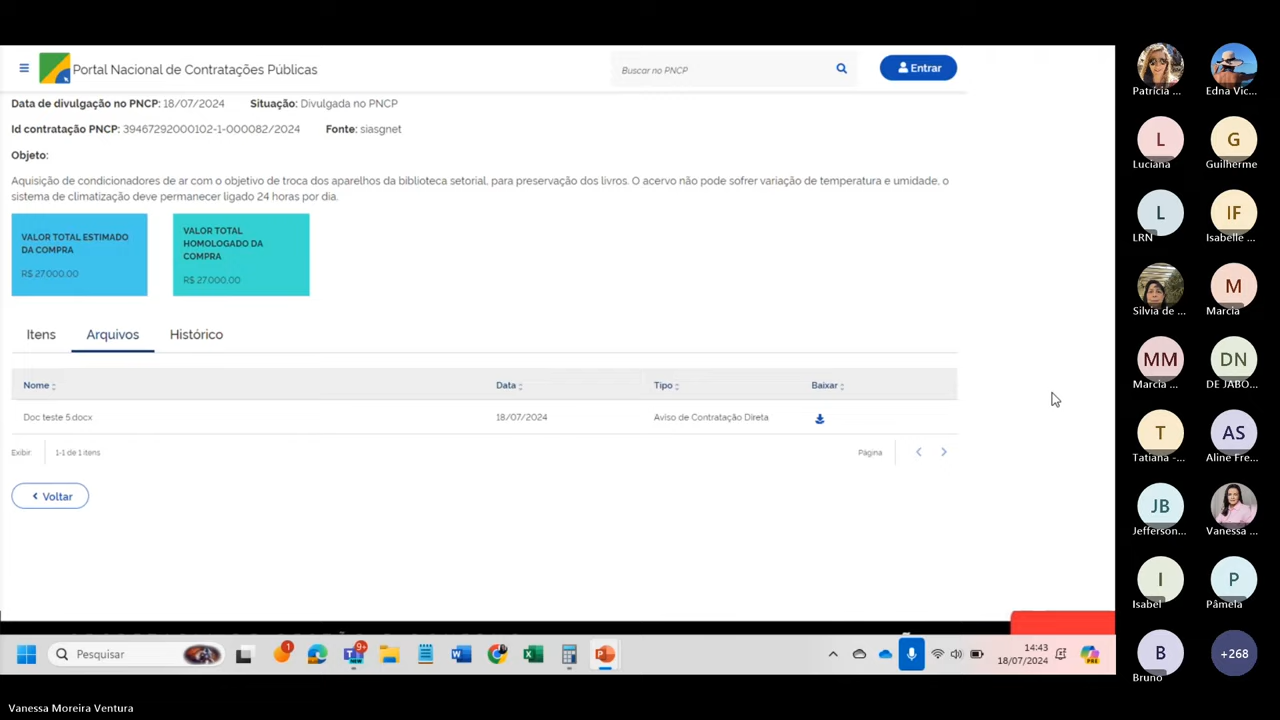 Portal Nacional de Contratações Públicas
Buscar no PNCP
Entrar
Data de divulgação no PNCP: 18/07/2024 Situação: Divulgada no PNCP
Id contratação PNCP: 39467292000102-1-000082/2024 Fonte: siasgnet
Objeto:
Aquisição de condicionadores de ar com o objetivo de troca dos aparelhos da biblioteca setorial, para preservação dos livros. O acervo não pode sofrer variação de temperatura e umidade, o
sistema de climatização deve permanecer ligado 24 horas por dia.
VALOR TOTAL ESTIMADO
DA COMPRA
R$ 27.000,00
VALOR TOTAL
HOMOLOGADO DA
COMPRA
R$ 27.000,00
Itens Arquivos Histórico
Nome Data Tipo Baixar
Doc teste 5.docx 18/07/2024 Aviso de Contratação Direta
Exibir: 1-1 de 1 itens Página
Voltar
Pesquisar
1
9+
NEW
14:43
18/07/2024
PRE
Patricia ...
Edna Vic...
L
Luciana
G
Guilherme
L
LRN
IF
Isabelle ...
Silvia de ...
M
Marcia
MM
Marcia ...
DN
DE JABO...
T
Tatiana -...
AS
Aline Fre...
JB
Jefferson...
Vanessa ...
I
Isabel
P
Pâmela
B
Bruno
+268
Vanessa Moreira Ventura